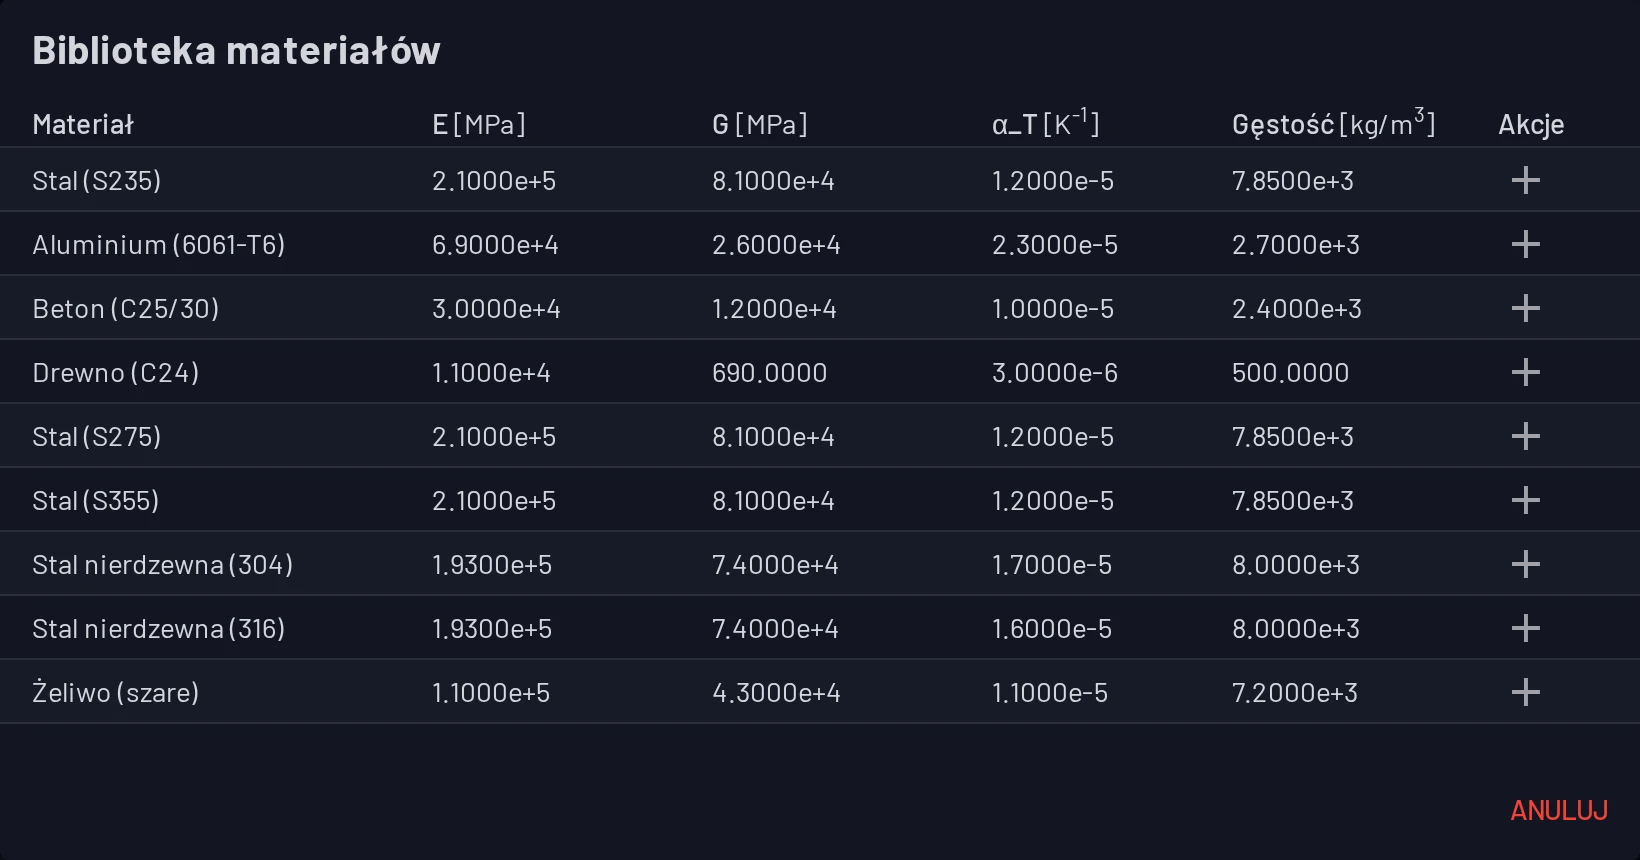 Biblioteka materiałów
Materiał E [MPa] G [MPa] α_T [K⁻¹] Gęstość [kg/m³] Akcje
Stal (S235) 2.1000e+5 8.1000e+4 1.2000e-5 7.8500e+3
Aluminium (6061-T6) 6.9000e+4 2.6000e+4 2.3000e-5 2.7000e+3
Beton (C25/30) 3.0000e+4 1.2000e+4 1.0000e-5 2.4000e+3
Drewno (C24) 1.1000e+4 690.0000 3.0000e-6 500.0000
Stal (S275) 2.1000e+5 8.1000e+4 1.2000e-5 7.8500e+3
Stal (S355) 2.1000e+5 8.1000e+4 1.2000e-5 7.8500e+3
Stal nierdzewna (304) 1.9300e+5 7.4000e+4 1.7000e-5 8.0000e+3
Stal nierdzewna (316) 1.9300e+5 7.4000e+4 1.6000e-5 8.0000e+3
Żeliwo (szare) 1.1000e+5 4.3000e+4 1.1000e-5 7.2000e+3
ANULUJ